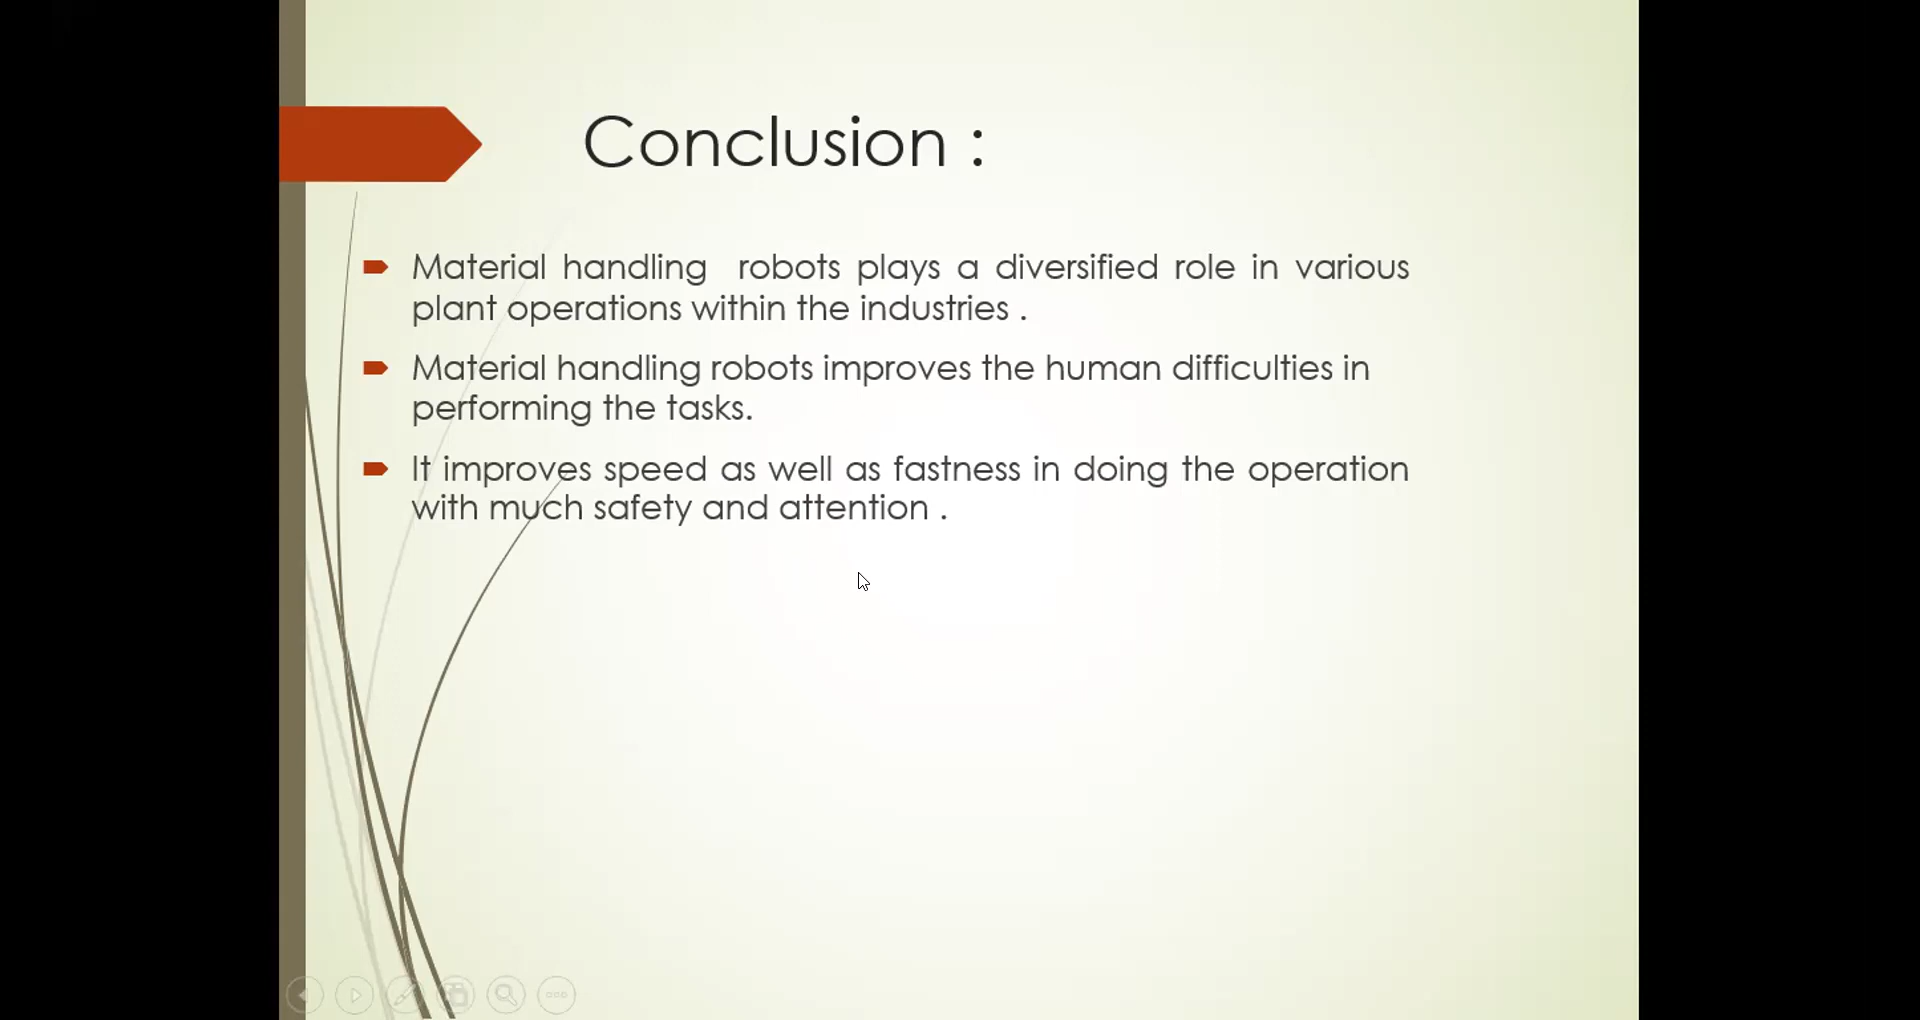 Conclusion :
Material handling  robots plays a diversified role in various
plant operations within the industries .
Material handling robots improves the human difficulties in
performing the tasks.
It improves speed as well as fastness in doing the operation
with much safety and attention .